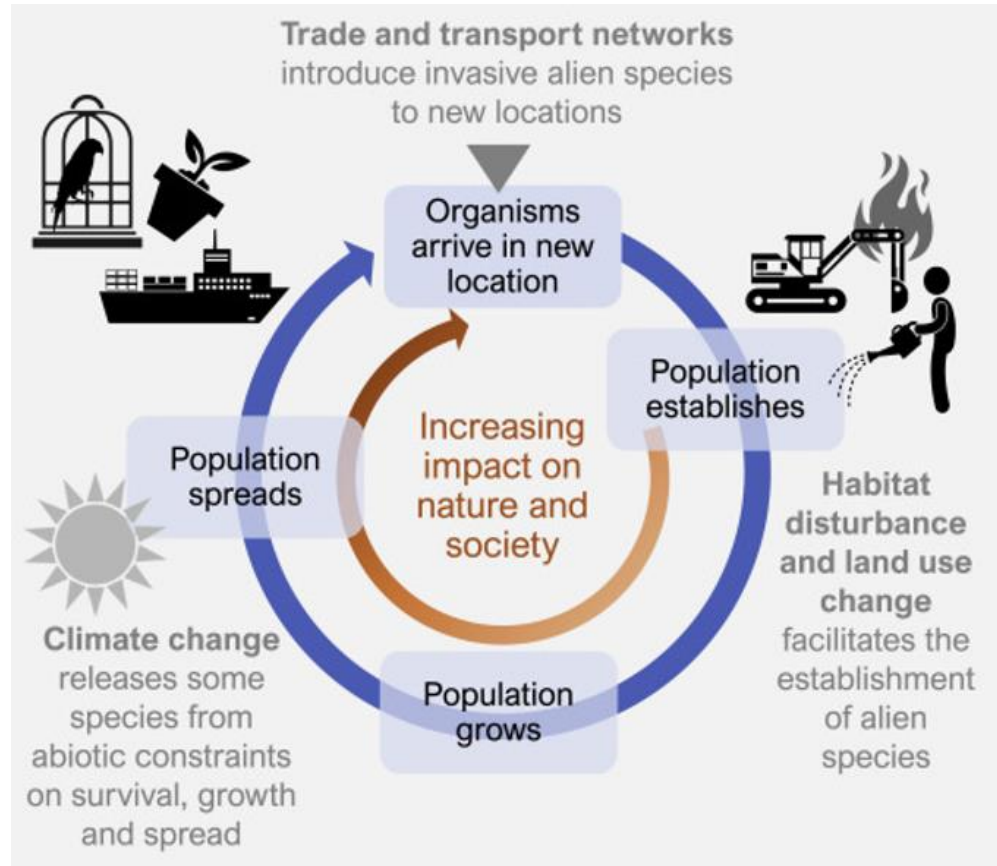 Trade and transport networks
introduce invasive alien species
to new locations
Organisms
arrive in new
location
Population
establishes
Increasing
impact on
nature and
society
Population
spreads
Habitat
disturbance
and land use
change
facilitates the
establishment
of alien
species
Climate change
releases some
species from
abiotic constraints
on survival, growth
and spread
Population
grows